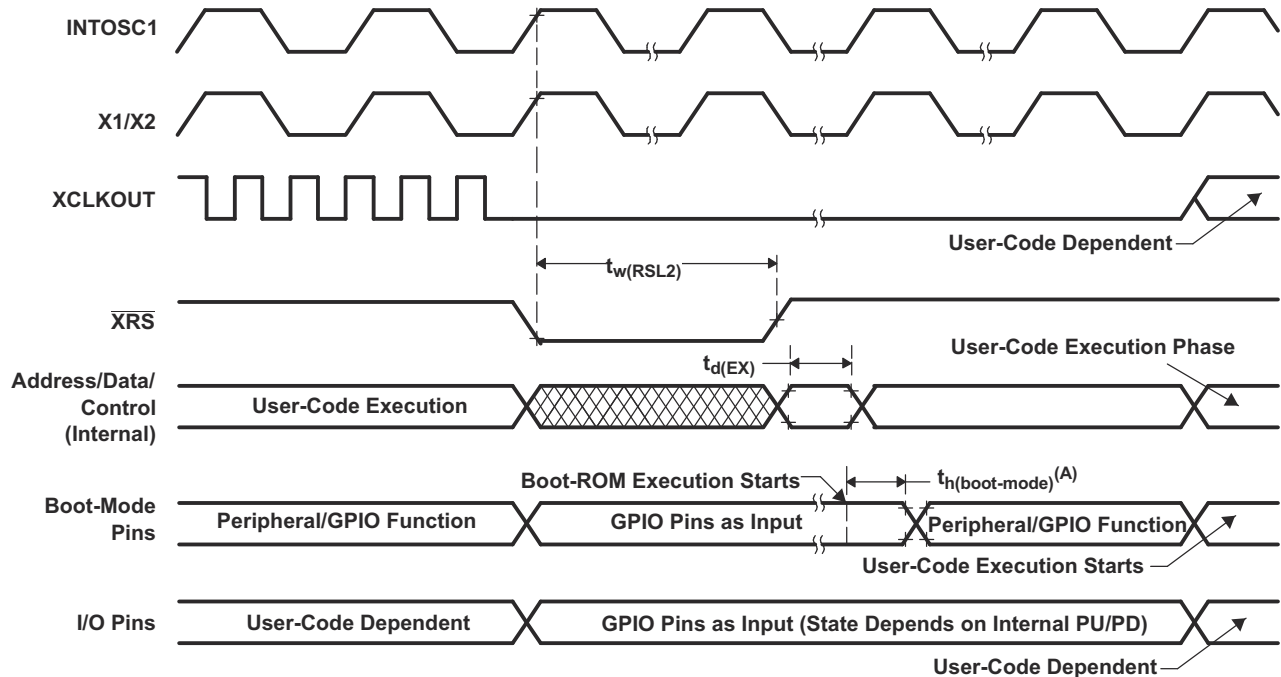 INTOSC1
X1/X2
XCLKOUT
User-Code Dependent
tw(RSL2)
XRS
User-Code Execution Phase
td(EX)
Address/Data/
Control
(Internal)
User-Code Execution
Boot-ROM Execution Starts
th(boot-mode)(A)
Boot-Mode
Pins
Peripheral/GPIO Function
GPIO Pins as Input
Peripheral/GPIO Function
User-Code Execution Starts
I/O Pins
User-Code Dependent
GPIO Pins as Input (State Depends on Internal PU/PD)
User-Code Dependent